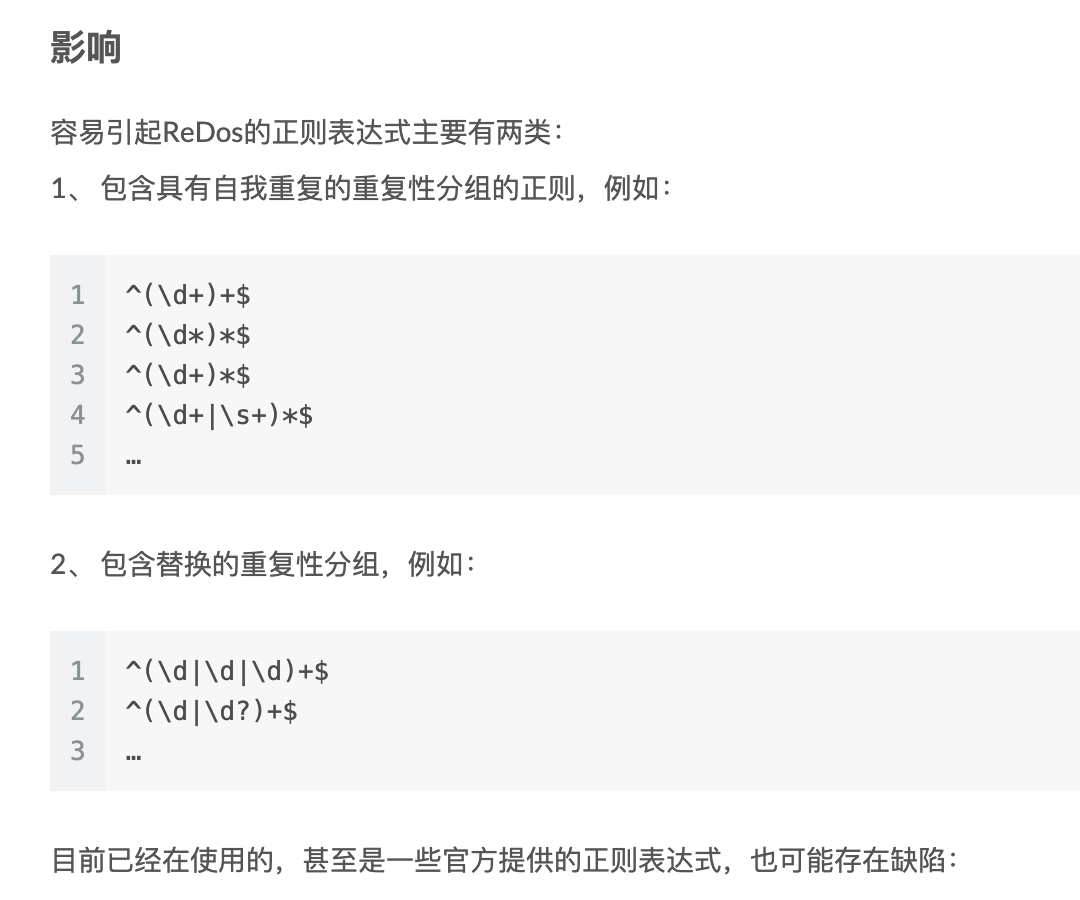 影响
容易引起ReDos的正则表达式主要有两类：
1、 包含具有自我重复的重复性分组的正则，例如：
1 ^(\d+)+$
2 ^(\d*)*$
3 ^(\d+)*$
4 ^(\d+|\s+)*$
5 …
2、 包含替换的重复性分组，例如：
1 ^(\d|\d|\d)+$
2 ^(\d|\d?)+$
3 …
目前已经在使用的，甚至是一些官方提供的正则表达式，也可能存在缺陷：